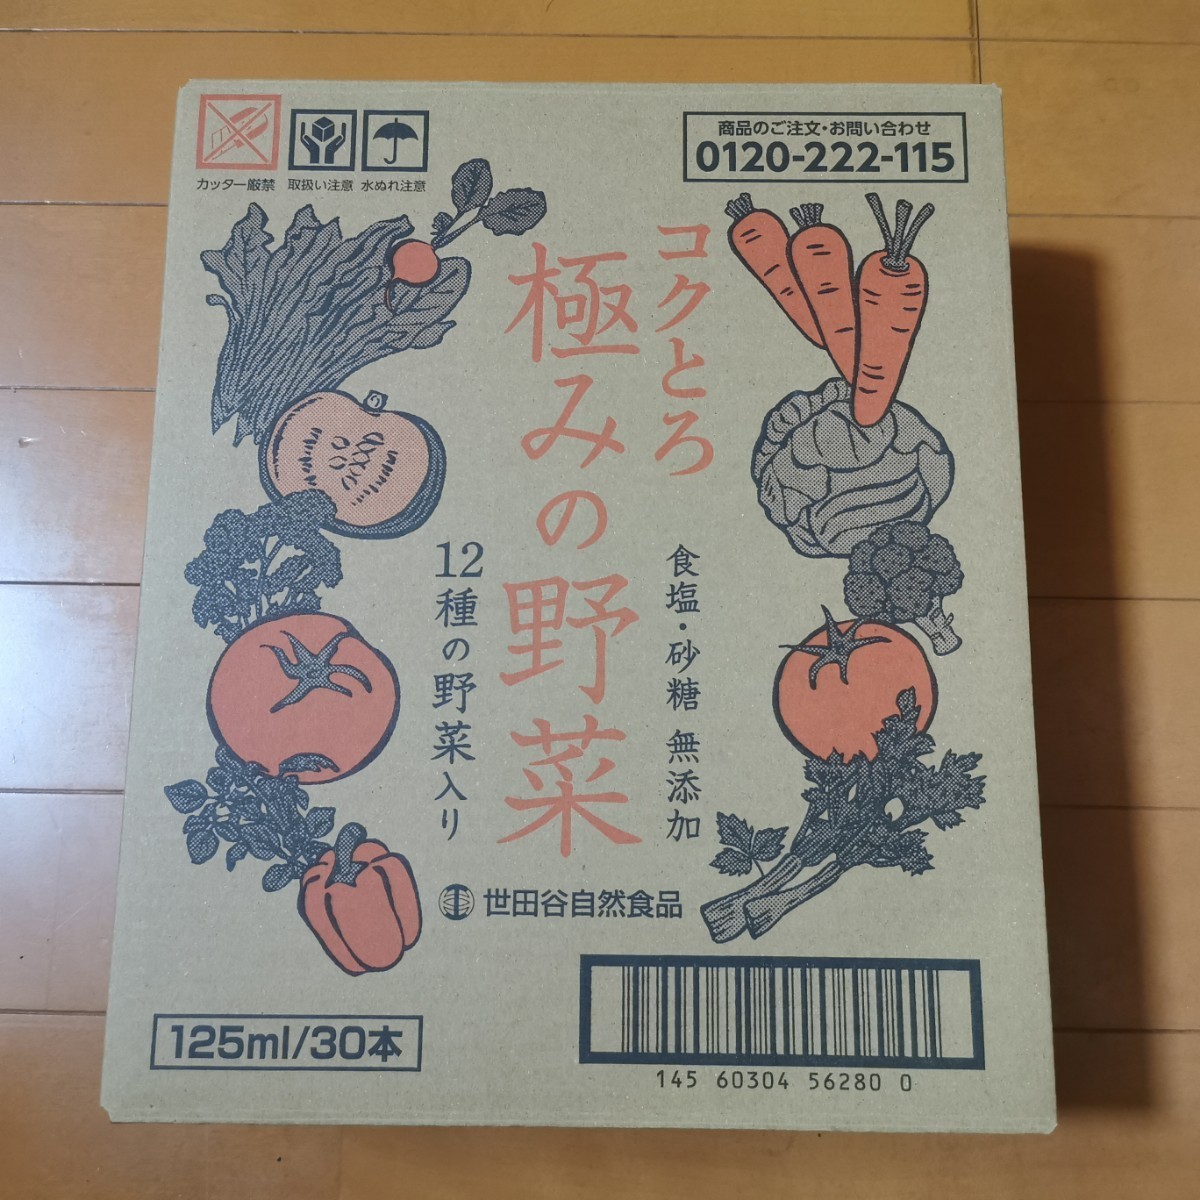 カッター厳禁
取扱い注意
水ぬれ注意
商品のご注文・お問い合わせ
0120-222-115
コクとろ
極みの野菜
食塩・砂糖 無添加
12種の野菜入り
世田谷自然食品
125ml/30本
145 60304 56280 0